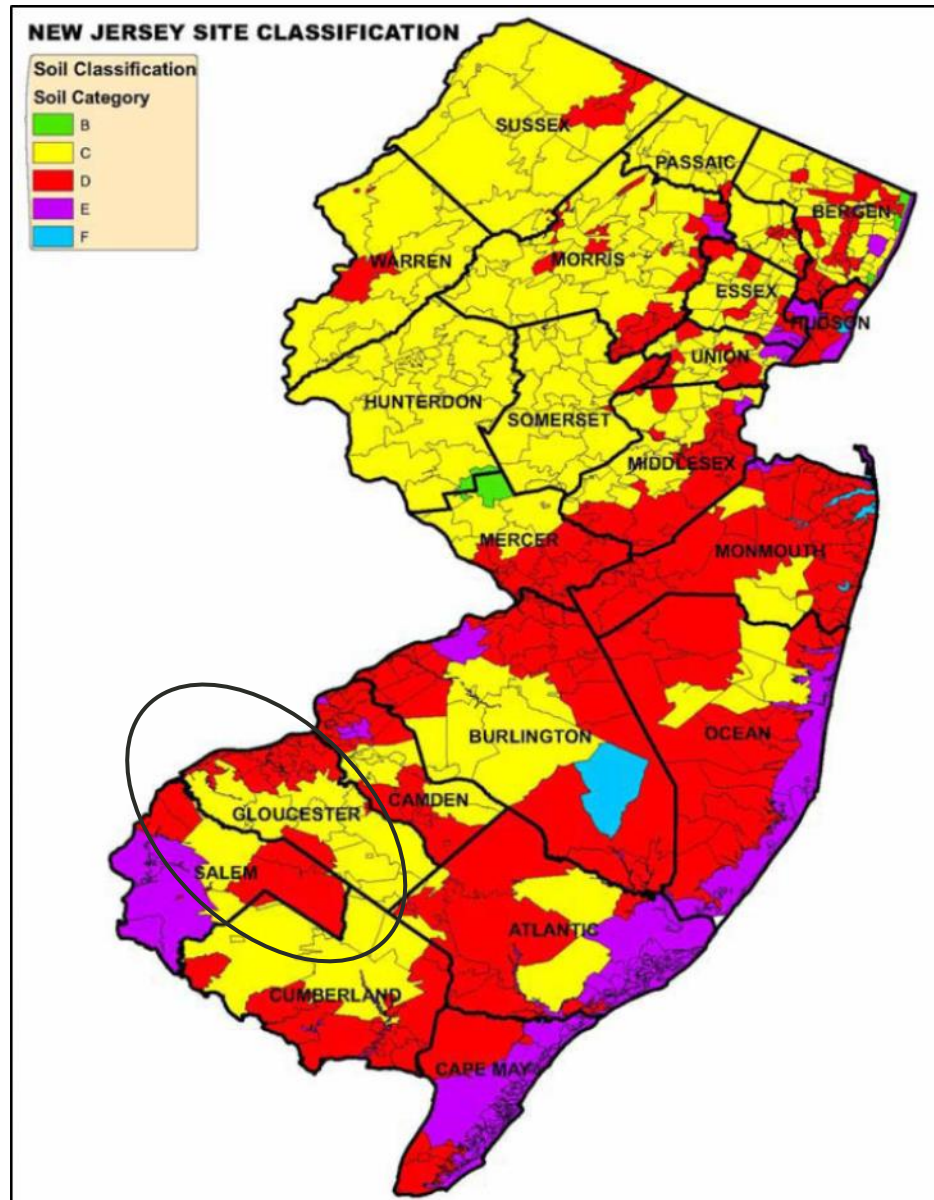 NEW JERSEY SITE CLASSIFICATION
Soil Classification
Soil Category
B
C
D
E
F
SUSSEX
PASSAIC
BERGEN
WARREN
MORRIS
ESSEX
HUDSON
UNION
HUNTERDON
SOMERSET
MIDDLESEX
MERCER
MONMOUTH
BURLINGTON
OCEAN
CAMDEN
GLOUCESTER
SALEM
ATLANTIC
CUMBERLAND
CAPE MAY